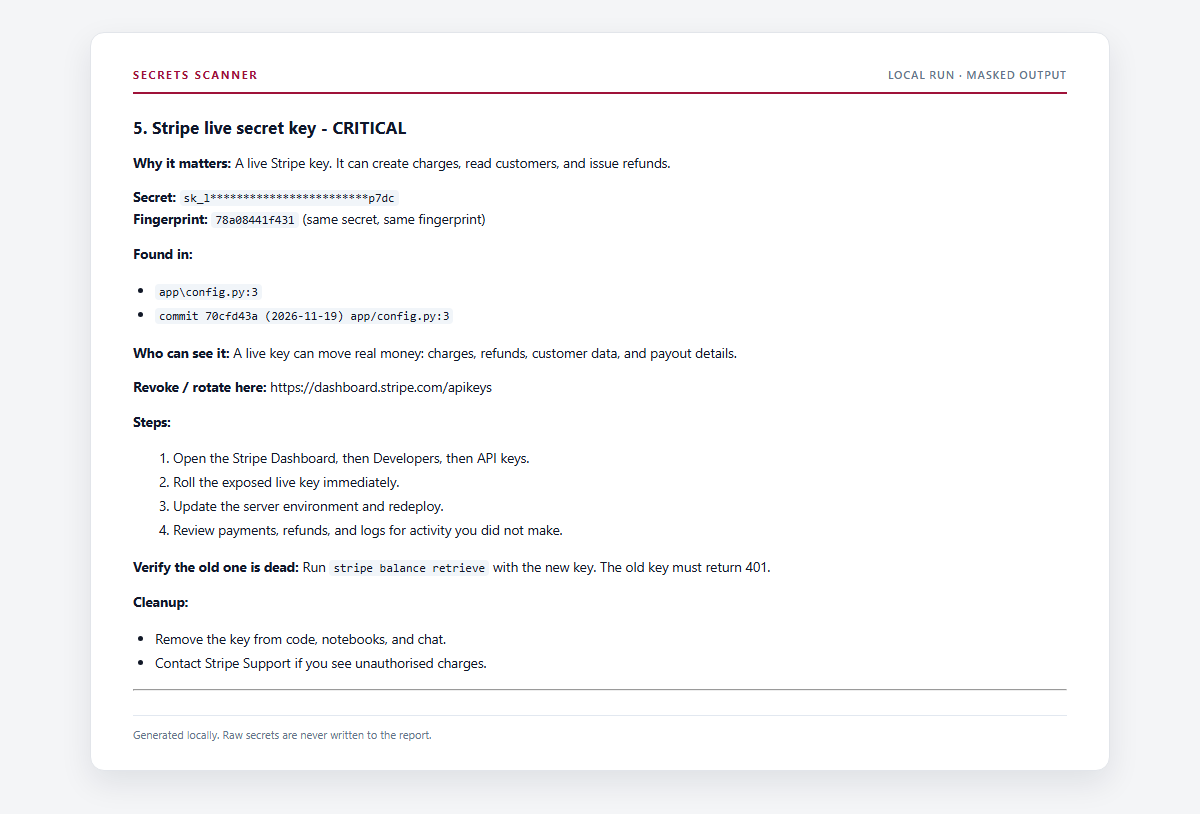 SECRETS SCANNER
LOCAL RUN · MASKED OUTPUT
5. Stripe live secret key - CRITICAL
Why it matters: A live Stripe key. It can create charges, read customers, and issue refunds.
Secret: sk_l************************p7dc
Fingerprint: 78a08441f431 (same secret, same fingerprint)
Found in:
• app\config.py:3
• commit 70cfd43a (2026-11-19) app/config.py:3
Who can see it: A live key can move real money: charges, refunds, customer data, and payout details.
Revoke / rotate here: https://dashboard.stripe.com/apikeys
Steps:
1. Open the Stripe Dashboard, then Developers, then API keys.
2. Roll the exposed live key immediately.
3. Update the server environment and redeploy.
4. Review payments, refunds, and logs for activity you did not make.
Verify the old one is dead: Run stripe balance retrieve with the new key. The old key must return 401.
Cleanup:
• Remove the key from code, notebooks, and chat.
• Contact Stripe Support if you see unauthorised charges.
Generated locally. Raw secrets are never written to the report.